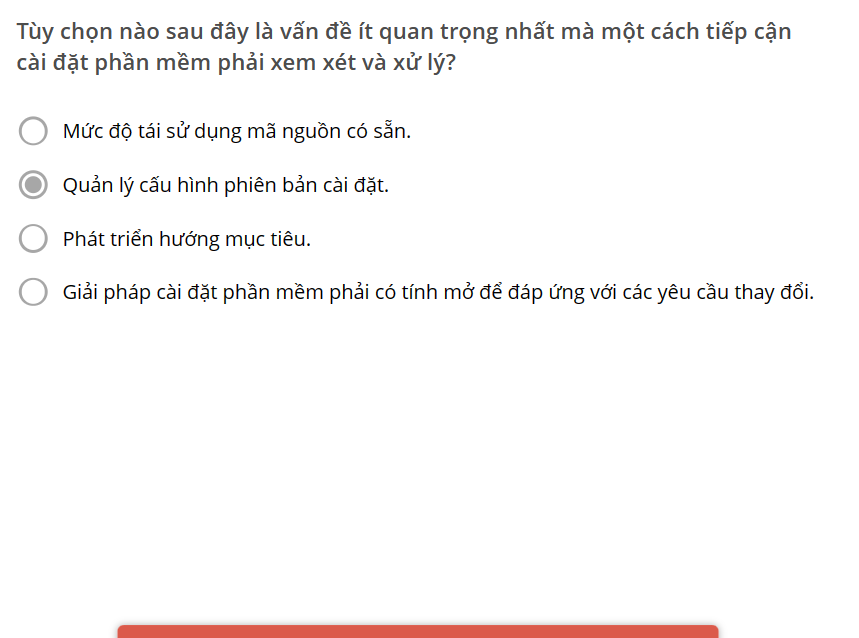 Tùy chọn nào sau đây là vấn đề ít quan trọng nhất mà một cách tiếp cận
cài đặt phần mềm phải xem xét và xử lý?
Mức độ tái sử dụng mã nguồn có sẵn.
Quản lý cấu hình phiên bản cài đặt.
Phát triển hướng mục tiêu.
Giải pháp cài đặt phần mềm phải có tính mở để đáp ứng với các yêu cầu thay đổi.